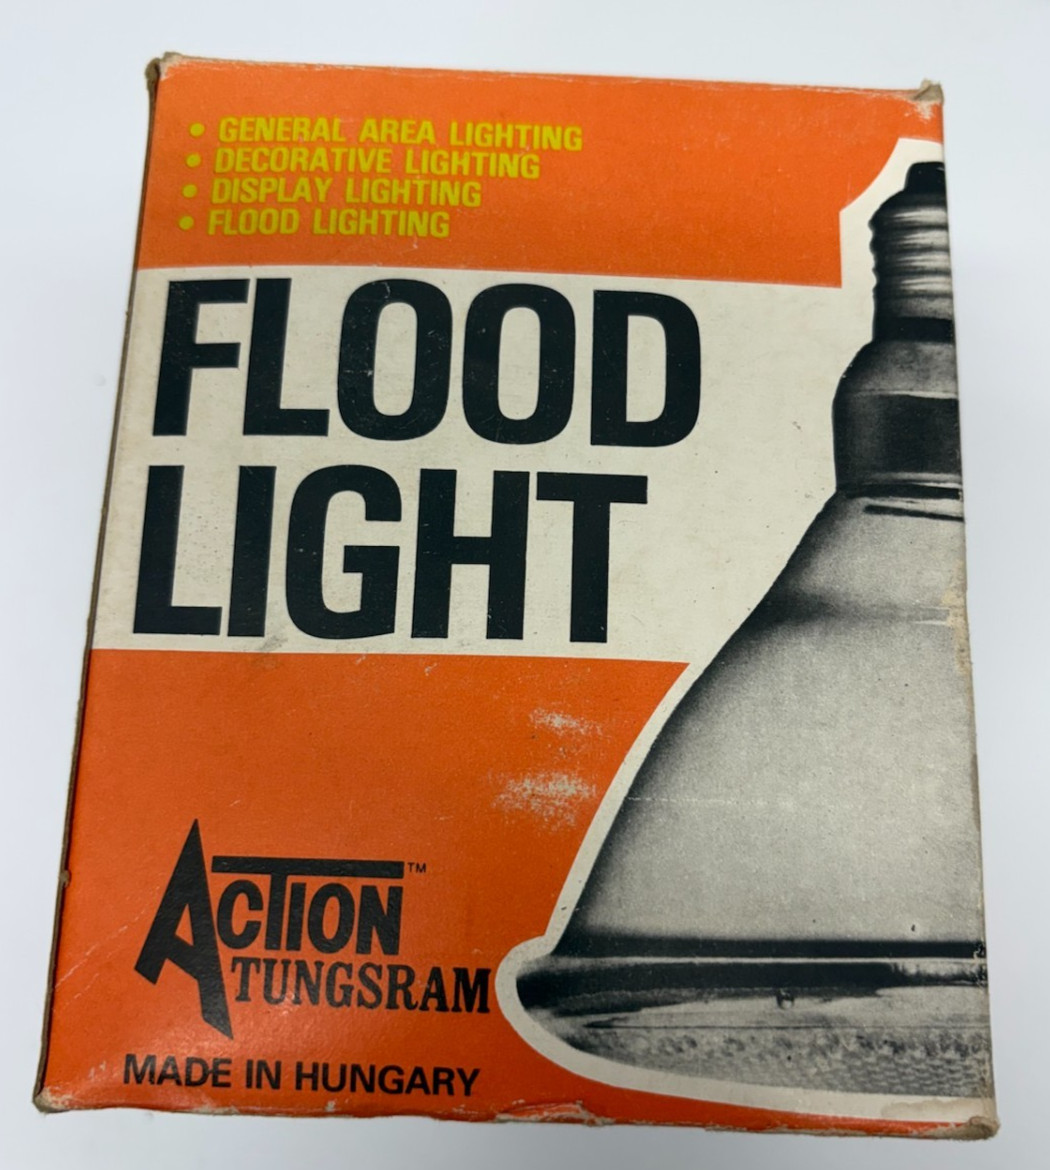 • GENERAL AREA LIGHTING
• DECORATIVE LIGHTING
• DISPLAY LIGHTING
• FLOOD LIGHTING
FLOOD
LIGHT
ACTION™
TUNGSRAM
MADE IN HUNGARY